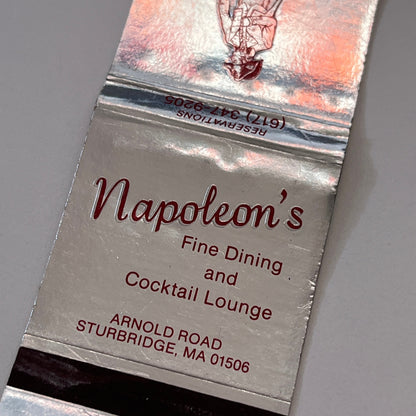 RESERVATIONS
(617) 347-9205
Napoleon's
Fine Dining
and
Cocktail Lounge
ARNOLD ROAD
STURBRIDGE, MA 01506